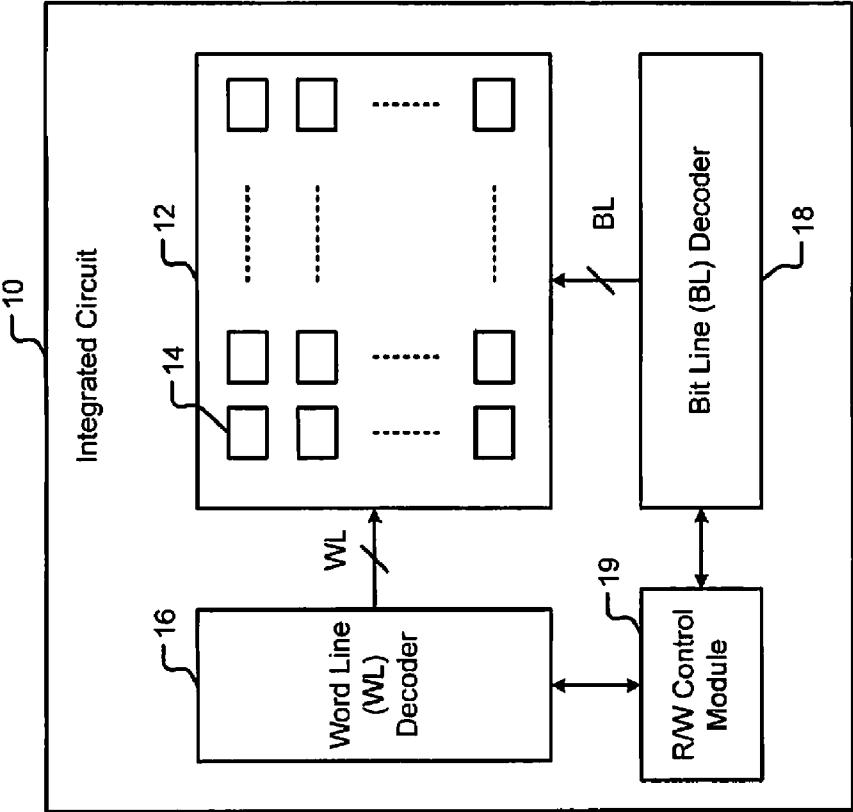 10
Integrated Circuit
12
14
16
Word Line
(WL)
Decoder
WL
BL
19
R/W Control
Module
Bit Line (BL) Decoder
18